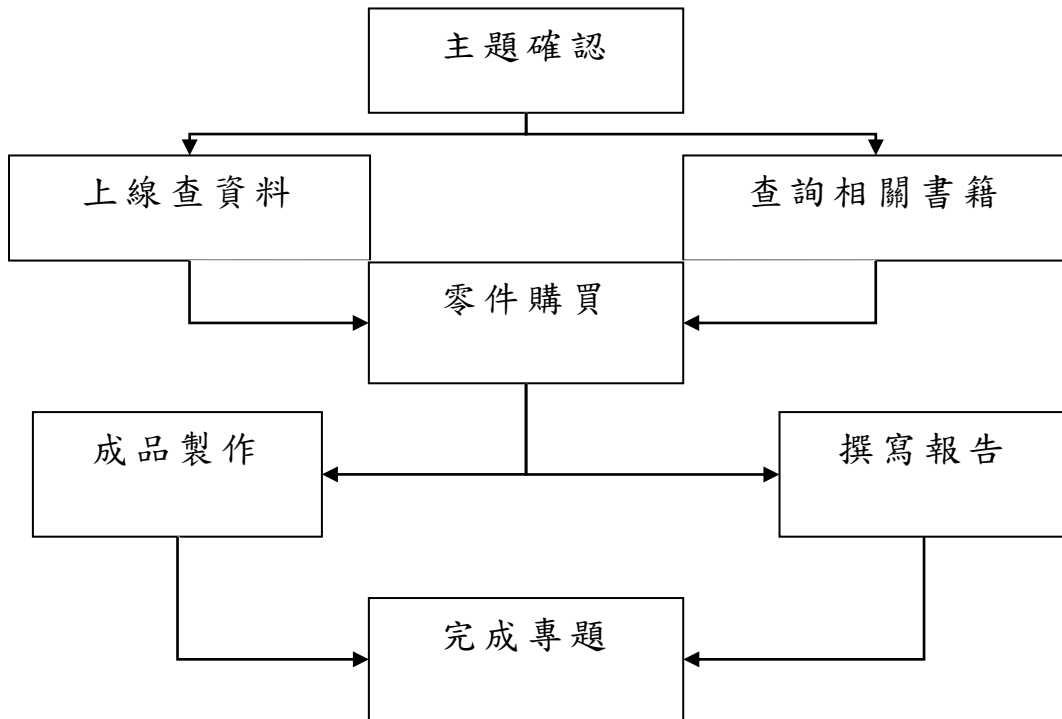 主題確認
上線查資料
查詢相關書籍
零件購買
成品製作
撰寫報告
完成專題